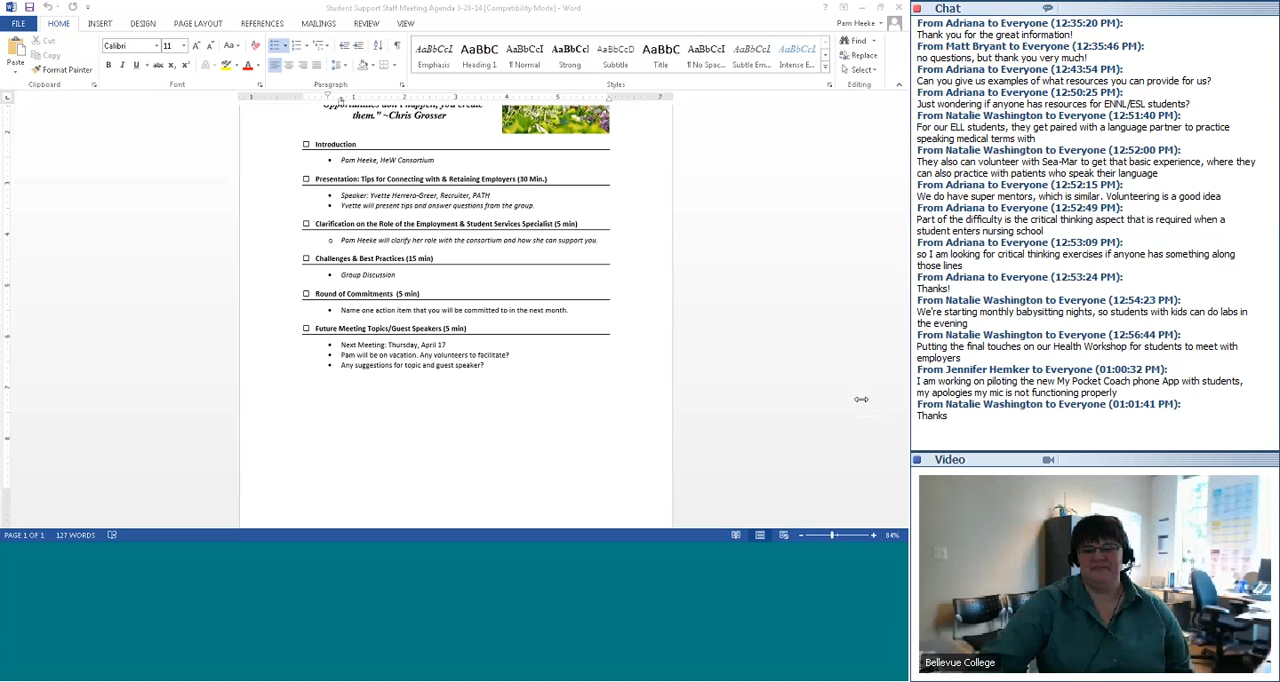 Student Support Staff Meeting Agenda 3-20-14 [Compatibility Mode] - Word
FILE HOME INSERT DESIGN PAGE LAYOUT REFERENCES MAILINGS REVIEW VIEW
Pam Heeke
Paste
Cut
Copy
Format Painter
Clipboard
Calibri 11
Font
Paragraph
AaBbCcI AaBbC AaBbCcI AaBbCcl AaBbCcD AaBbC AaBbCcI AaBbCcI AaBbCcI
Emphasis Heading 1 ¶ Normal Strong Subtitle Title ¶ No Spac... Subtle Em... Intense E...
Styles
Find
Replace
Select
Editing
Opportunities don't happen, you create
them." ~Chris Grosser
Introduction
Pam Heeke, HeW Consortium
Presentation: Tips for Connecting with & Retaining Employers (30 Min.)
Speaker: Yvette Herrera-Greer, Recruiter, PATH
Yvette will present tips and answer questions from the group.
Clarification on the Role of the Employment & Student Services Specialist (5 min)
Pam Heeke will clarify her role with the consortium and how she can support you.
Challenges & Best Practices (15 min)
Group Discussion
Round of Commitments (5 min)
Name one action item that you will be committed to in the next month.
Future Meeting Topics/Guest Speakers (5 min)
Next Meeting: Thursday, April 17
Pam will be on vacation. Any volunteers to facilitate?
Any suggestions for topic and guest speaker?
PAGE 1 OF 1 127 WORDS
84%
Chat
From Adriana to Everyone (12:35:20 PM):
Thank you for the great information!
From Matt Bryant to Everyone (12:35:46 PM):
no questions, but thank you very much!
From Adriana to Everyone (12:43:54 PM):
Can you give us examples of what resources you can provide for us?
From Adriana to Everyone (12:50:25 PM):
Just wondering if anyone has resources for ENNL/ESL students?
From Natalie Washington to Everyone (12:51:40 PM):
For our ELL students, they get paired with a language partner to practice
speaking medical terms with
From Natalie Washington to Everyone (12:52:00 PM):
They also can volunteer with Sea-Mar to get that basic experience, where they
can also practice with patients who speak their language
From Adriana to Everyone (12:52:15 PM):
We do have super mentors, which is similar. Volunteering is a good idea
From Adriana to Everyone (12:52:49 PM):
Part of the difficulty is the critical thinking aspect that is required when a
student enters nursing school
From Adriana to Everyone (12:53:09 PM):
so I am looking for critical thinking exercises if anyone has something along
those lines
From Adriana to Everyone (12:53:24 PM):
Thanks!
From Natalie Washington to Everyone (12:54:23 PM):
We're starting monthly babysitting nights, so students with kids can do labs in
the evening
From Natalie Washington to Everyone (12:56:44 PM):
Putting the final touches on our Health Workshop for students to meet with
employers
From Jennifer Hemker to Everyone (01:00:32 PM):
I am working on piloting the new My Pocket Coach phone App with students,
my apologies my mic is not functioning properly
From Natalie Washington to Everyone (01:01:41 PM):
Thanks
Video
Bellevue College